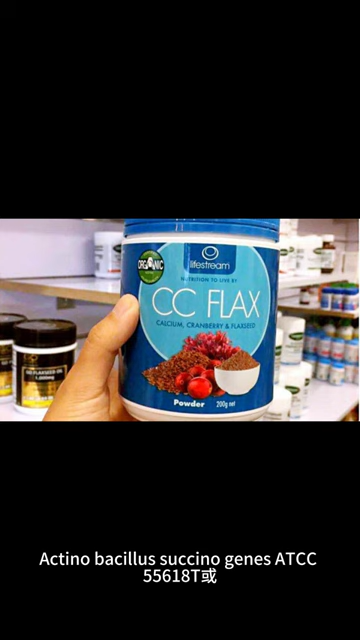 ORGANIC
lifestream
NUTRITION TO LIVE BY
CC FLAX
CALCIUM, CRANBERRY & FLAXSEED
Powder 200g net
Actino bacillus succino genes ATCC
55618T或